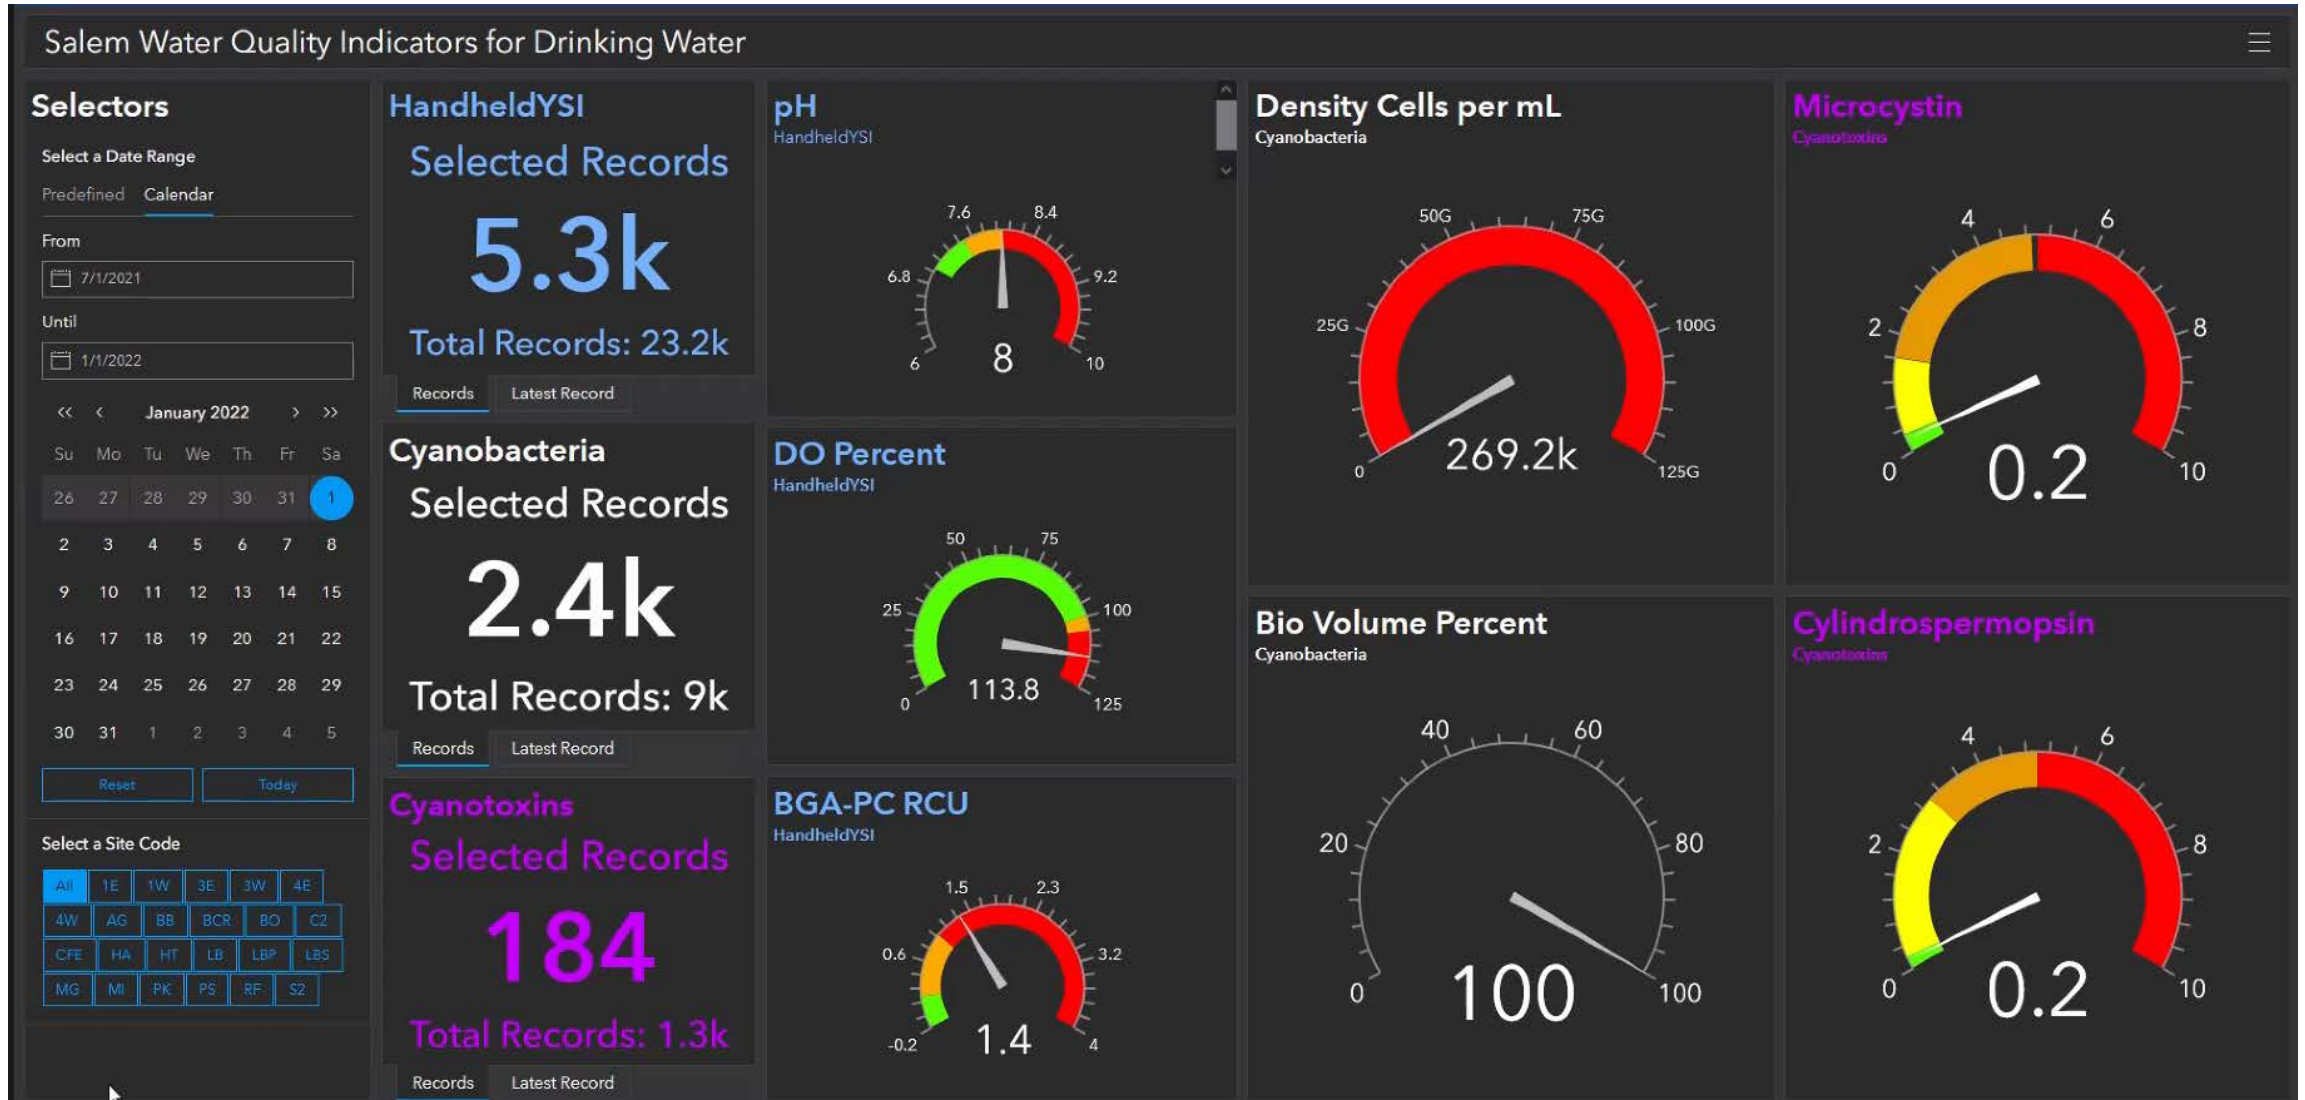 Salem Water Quality Indicators for Drinking Water
Selectors
Select a Date Range
Predefined Calendar
From
7/1/2021
Until
1/1/2022
<< < January 2022 > >>
Su Mo Tu We Th Fr Sa
26 27 28 29 30 31 1
2 3 4 5 6 7 8
9 10 11 12 13 14 15
16 17 18 19 20 21 22
23 24 25 26 27 28 29
30 31 1 2 3 4 5
Reset Today
Select a Site Code
All 1E 1W 3E 3W 4E
4W AG BB BCR BO C2
CFE HA HT LB LBP LBS
MG MI PK PS RF S2
HandheldYSI
Selected Records
5.3k
Total Records: 23.2k
Records Latest Record
Cyanobacteria
Selected Records
2.4k
Total Records: 9k
Records Latest Record
Cyanotoxins
Selected Records
184
Total Records: 1.3k
Records Latest Record
pH
HandheldYSI
7.6 8.4
6.8 9.2
6 8 10
DO Percent
HandheldYSI
50 75
25 100
0 113.8 125
BGA-PC RCU
HandheldYSI
1.5 2.3
0.6 3.2
-0.2 1.4 4
Density Cells per mL
Cyanobacteria
50G 75G
25G 100G
0 269.2k 125G
Bio Volume Percent
Cyanobacteria
40 60
20 80
0 100 100
Microcystin
Cyanotoxins
4 6
2 8
0 0.2 10
Cylindrospermopsin
Cyanotoxins
4 6
2 8
0 0.2 10